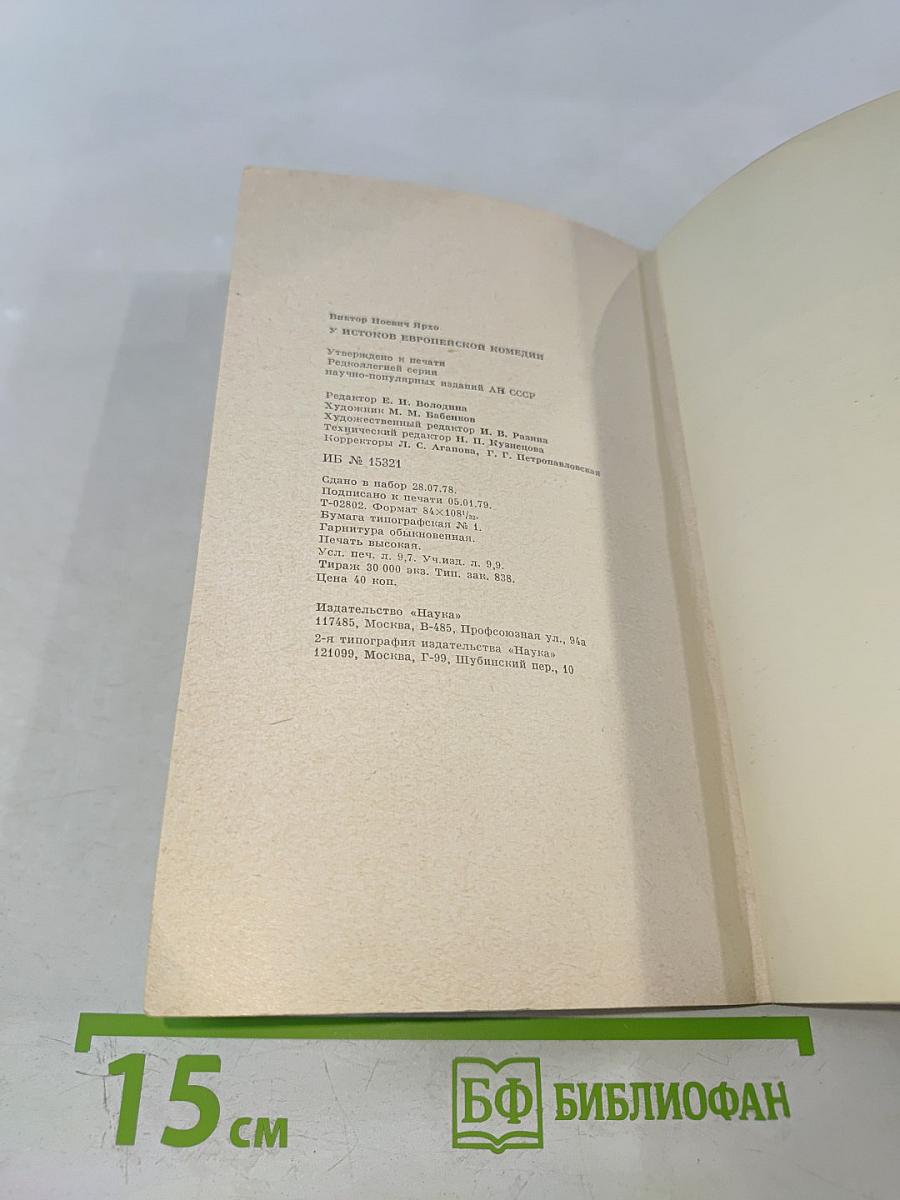 Виктор Ноевич Ярхо
У ИСТОКОВ ЕВРОПЕЙСКОЙ КОМЕДИИ
Утверждено к печати
Редколлегией серии
научно-популярных изданий АН СССР
Редактор Е. И. Володина
Художник М. М. Бабенков
Художественный редактор И. В. Разина
Технический редактор Н. П. Кузнецова
Корректоры Л. С. Агапова, Г. Г. Петропавловская
ИБ № 15321
Сдано в набор 28.07.78.
Подписано к печати 05.01.79.
Т-02802. Формат 84×108¹/₃₂.
Бумага типографская № 1.
Гарнитура обыкновенная.
Печать высокая.
Усл. печ. л. 9,7. Уч.изд. л. 9,9.
Тираж 30 000 экз. Тип. зак. 838.
Цена 40 коп.
Издательство «Наука»
117485, Москва, В-485, Профсоюзная ул., 94а
2-я типография издательства «Наука»
121099, Москва, Г-99, Шубинский пер., 10
15 см
БФ БИБЛИОФАН